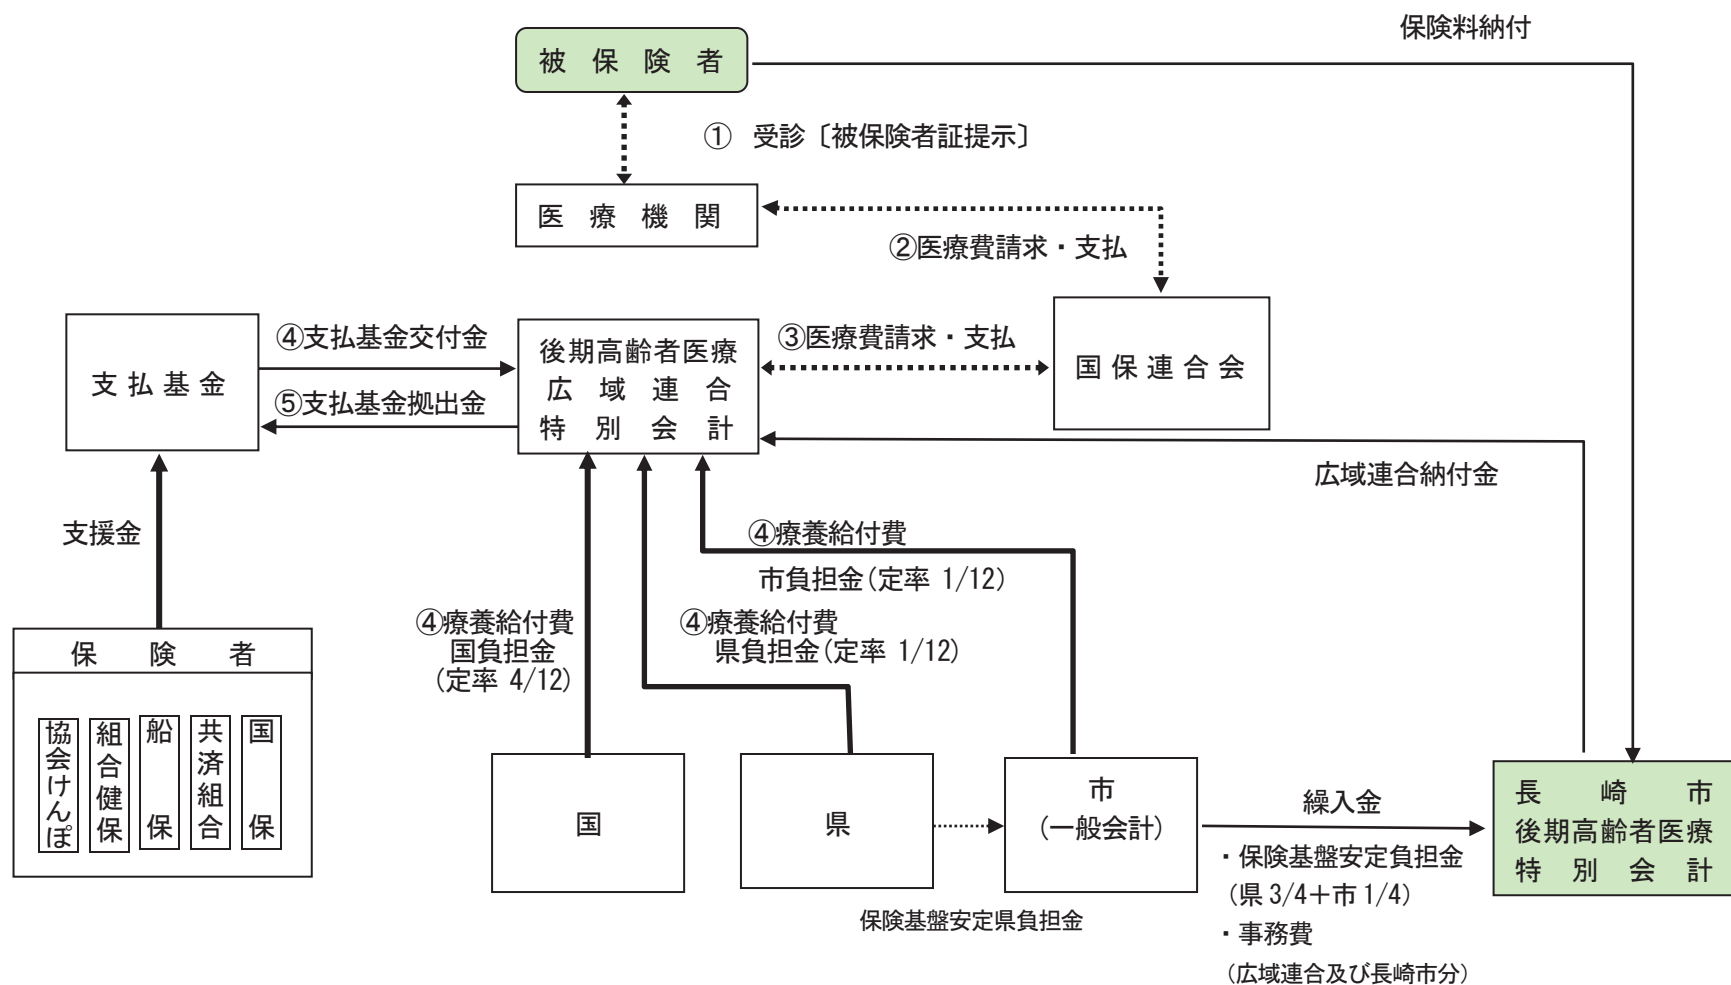 保険料納付
被保険者
① 受診〔被保険者証提示〕
医療機関
②医療費請求・支払
④支払基金交付金
後期高齢者医療
広域連合
特別会計
③医療費請求・支払
国保連合会
支払基金
⑤支払基金拠出金
広域連合納付金
支援金
④療養給付費
市負担金(定率 1/12)
④療養給付費
国負担金
(定率 4/12)
④療養給付費
県負担金(定率 1/12)
保険者
協会けんぽ
組合健保
船保
共済組合
国保
国
県
市
(一般会計)
繰入金
長崎市
後期高齢者医療
特別会計
・保険基盤安定負担金
(県 3/4+市 1/4)
・事務費
(広域連合及び長崎市分)
保険基盤安定県負担金